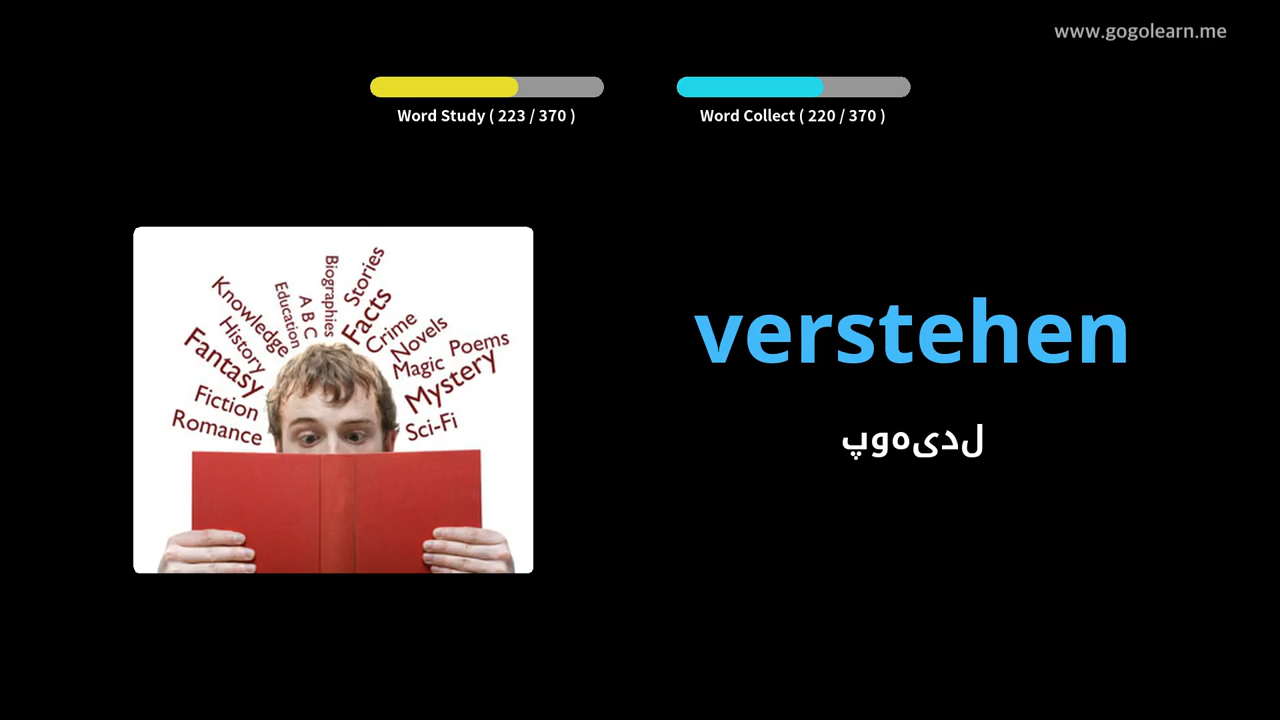 www.gogolearn.me
Word Study ( 223 / 370 )
Word Collect ( 220 / 370 )
Romance
Fiction
Fantasy
History
Knowledge
Education
A B C
Biographies
Stories
Facts
Crime
Novels
Magic
Poems
Mystery
Sci-Fi
verstehen
لدیهوپ